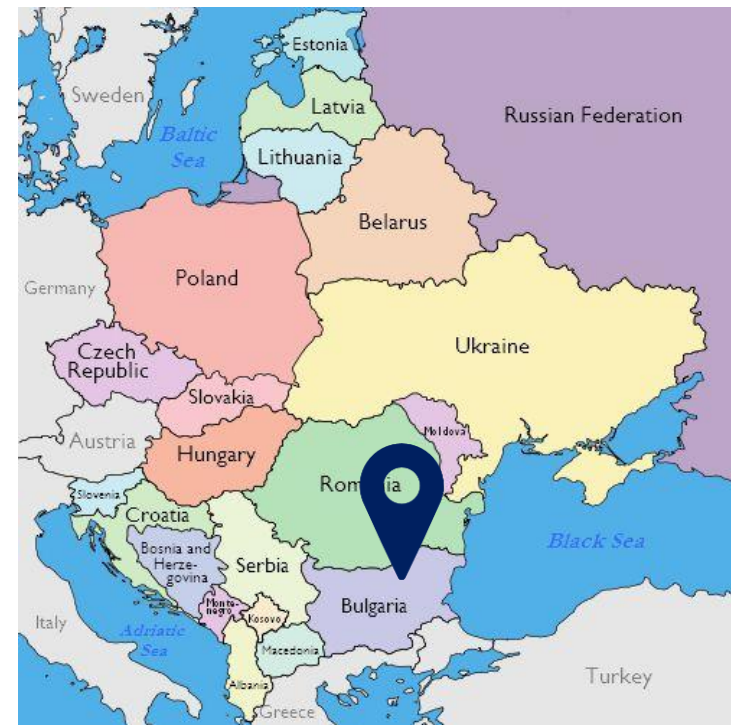 Estonia
Sweden
Latvia
Russian Federation
Baltic
Sea
Lithuania
Belarus
Poland
Germany
Ukraine
Czech
Republic
Slovakia
Moldova
Austria
Hungary
Slovenia
Croatia
Black Sea
Bosnia and
Herze-
govina
Serbia
Bulgaria
Monte-
negro
Kosovo
Italy
Adriatic
Sea
Macedonia
Turkey
Albania
Greece